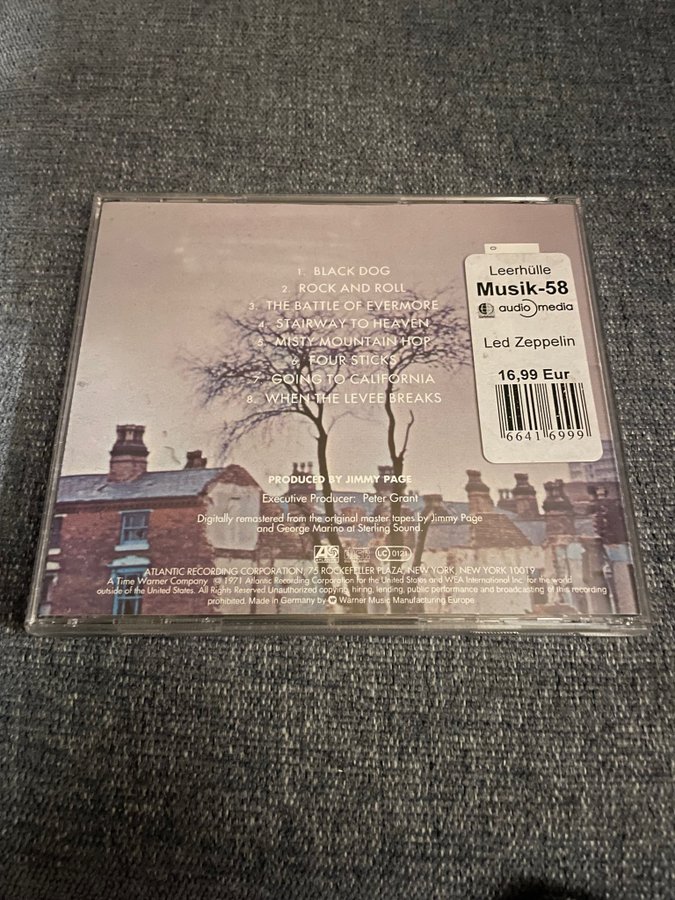 1. BLACK DOG
2. ROCK AND ROLL
3. THE BATTLE OF EVERMORE
4. STAIRWAY TO HEAVEN
5. MISTY MOUNTAIN HOP
6. FOUR STICKS
7. GOING TO CALIFORNIA
8. WHEN THE LEVEE BREAKS
Leerhülle
Musik-58
audio media
Led Zeppelin
16,99 Eur
66416999
PRODUCED BY JIMMY PAGE
Executive Producer: Peter Grant
Digitally remastered from the original master tapes by Jimmy Page
and George Marino at Sterling Sound.
LC 0121
ATLANTIC RECORDING CORPORATION, 75 ROCKEFELLER PLAZA, NEW YORK, NEW YORK 10019
A Time Warner Company © 1971 Atlantic Recording Corporation for the United States and WEA International Inc. for the world
outside of the United States. All Rights Reserved Unauthorized copying, hiring, lending, public performance and broadcasting of this recording
prohibited. Made in Germany by Warner Music Manufacturing Europe.